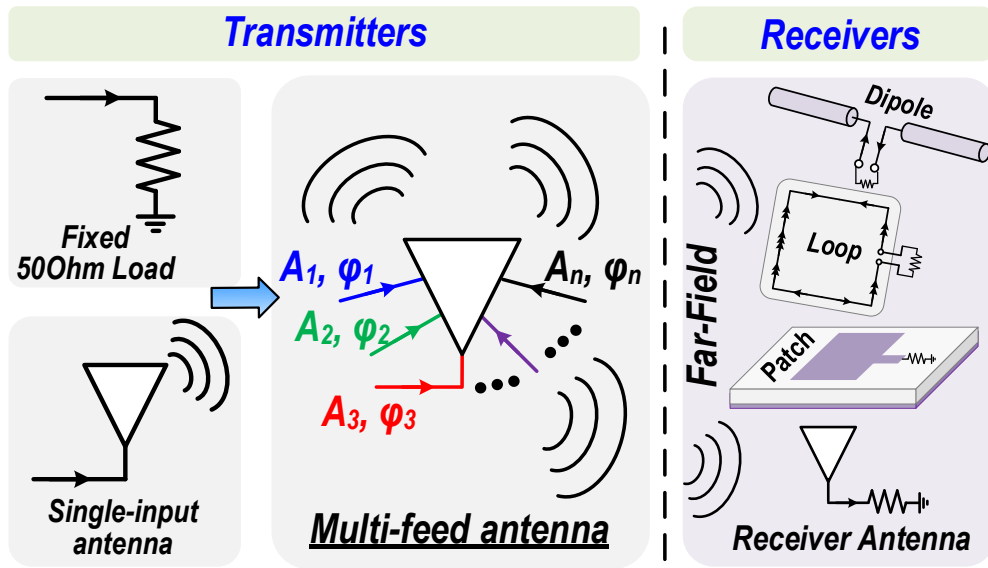 Transmitters
Receivers
Fixed
50Ohm Load
Single-input
antenna
A1, φ1
A2, φ2
A3, φ3
An, φn
Multi-feed antenna
Far-Field
Dipole
Loop
Patch
Receiver Antenna